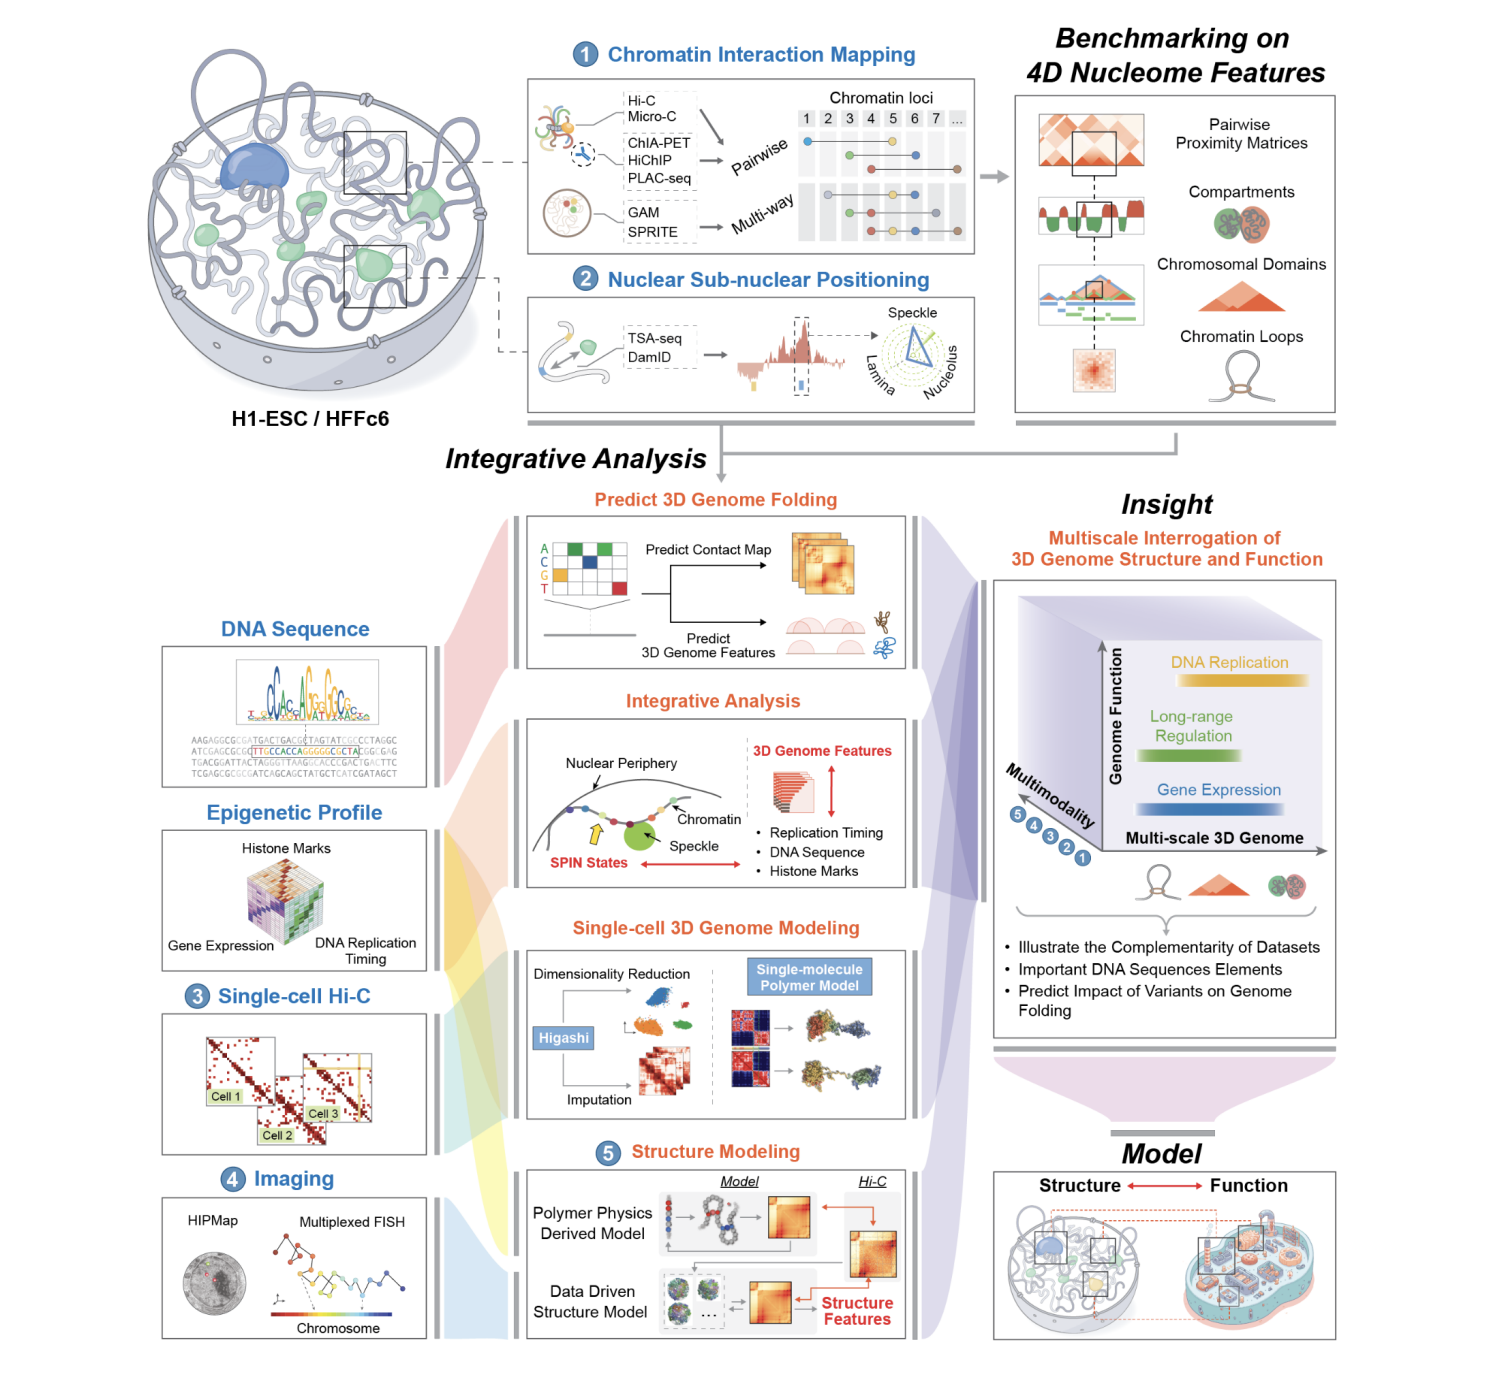 1 Chromatin Interaction Mapping
Hi-C
Micro-C
ChIA-PET
HiChIP
PLAC-seq
GAM
SPRITE
Pairwise
Multi-way
Chromatin loci
1 2 3 4 5 6 7 ...
Benchmarking on
4D Nucleome Features
Pairwise
Proximity Matrices
Compartments
Chromosomal Domains
Chromatin Loops
2 Nuclear Sub-nuclear Positioning
TSA-seq
DamID
Speckle
Lamina
Nucleolus
H1-ESC / HFFc6
Integrative Analysis
Predict 3D Genome Folding
A
C
G
T
Predict Contact Map
Predict
3D Genome Features
DNA Sequence
AAGAGGCGCGATGACTGACGCTAGTATCGCCCTAGGC
ATCGAGCGCGCTTGCCACCAGGGGGCGCTACGGCGAG
TGACGGATTACTAGGGTTAAGGCACCCGACTGACTTC
TCGAGCGCGCGATCAGCAGCTATGCTCATCGATAGCT
Integrative Analysis
Nuclear Periphery
Chromatin
Speckle
SPIN States
3D Genome Features
• Replication Timing
• DNA Sequence
• Histone Marks
Epigenetic Profile
Histone Marks
Gene Expression
DNA Replication
Timing
Single-cell 3D Genome Modeling
Dimensionality Reduction
Higashi
Imputation
Single-molecule
Polymer Model
3 Single-cell Hi-C
Cell 1
Cell 2
Cell 3
5 Structure Modeling
Model
Hi-C
Polymer Physics
Derived Model
Data Driven
Structure Model
...
Structure
Features
4 Imaging
HIPMap
Multiplexed FISH
Chromosome
Insight
Multiscale Interrogation of
3D Genome Structure and Function
Genome Function
DNA Replication
Long-range
Regulation
Gene Expression
Multimodality
5 4 3 2 1
Multi-scale 3D Genome
• Illustrate the Complementarity of Datasets
• Important DNA Sequences Elements
• Predict Impact of Variants on Genome
Folding
Model
Structure
Function